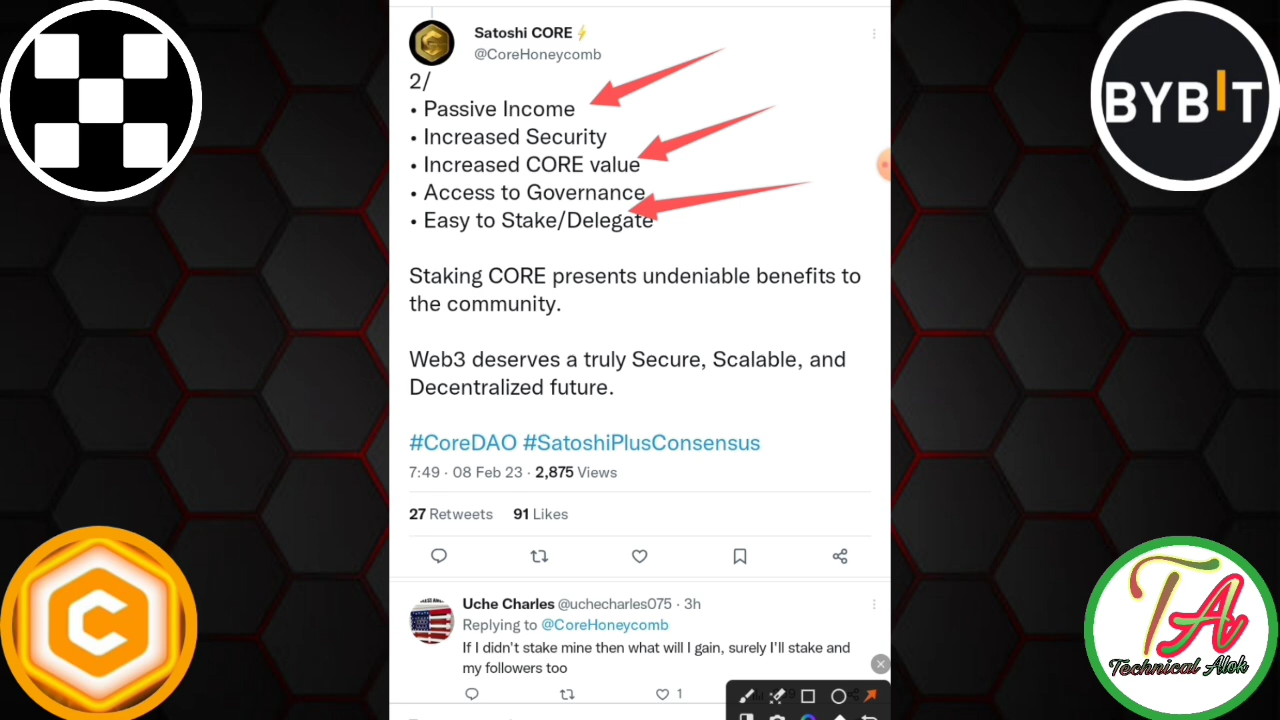 Satoshi CORE⚡
@CoreHoneycomb
2/
• Passive Income
• Increased Security
• Increased CORE value
• Access to Governance
• Easy to Stake/Delegate
Staking CORE presents undeniable benefits to
the community.
Web3 deserves a truly Secure, Scalable, and
Decentralized future.
#CoreDAO #SatoshiPlusConsensus
7:49 · 08 Feb 23 · 2,875 Views
27 Retweets 91 Likes
Uche Charles @uchecharles075 · 3h
Replying to @CoreHoneycomb
If I didn't stake mine then what will I gain, surely I'll stake and
my followers too
1
BYBIT
TA
Technical Alok